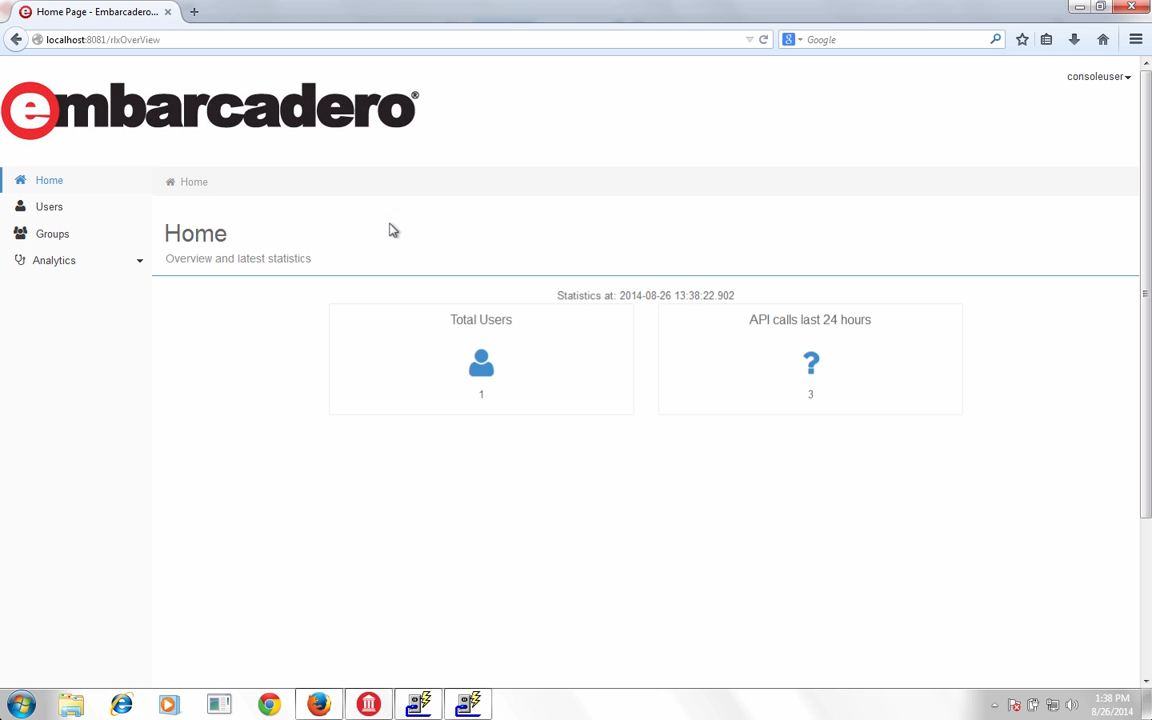 Home Page - Embarcadero...
localhost:8081/rlxOverView
Google
consoleuser
embarcadero®
Home
Users
Groups
Analytics
Home
Home
Overview and latest statistics
Statistics at: 2014-08-26 13:38:22.902
Total Users
1
API calls last 24 hours
?
3
1:38 PM
8/26/2014